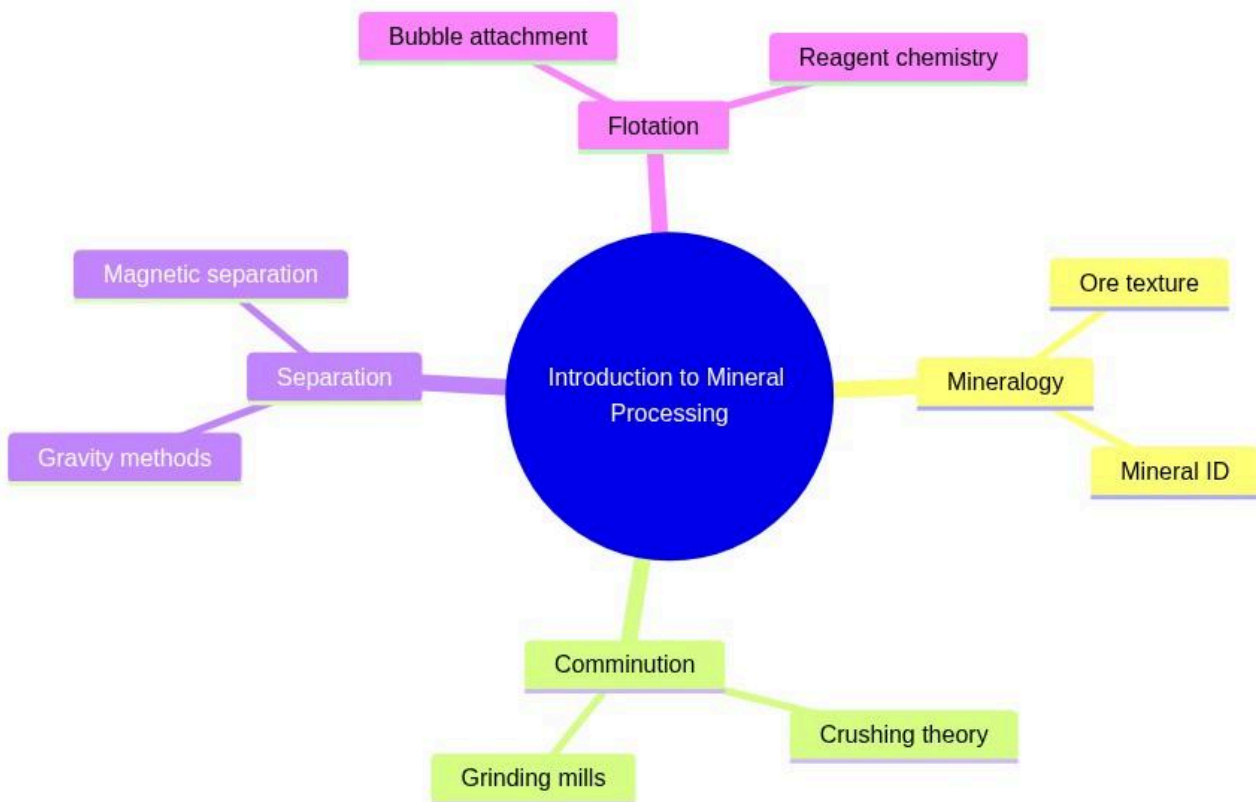 Bubble attachment
Reagent chemistry
Flotation
Magnetic separation
Ore texture
Separation
Introduction to Mineral
Processing
Mineralogy
Gravity methods
Mineral ID
Comminution
Crushing theory
Grinding mills